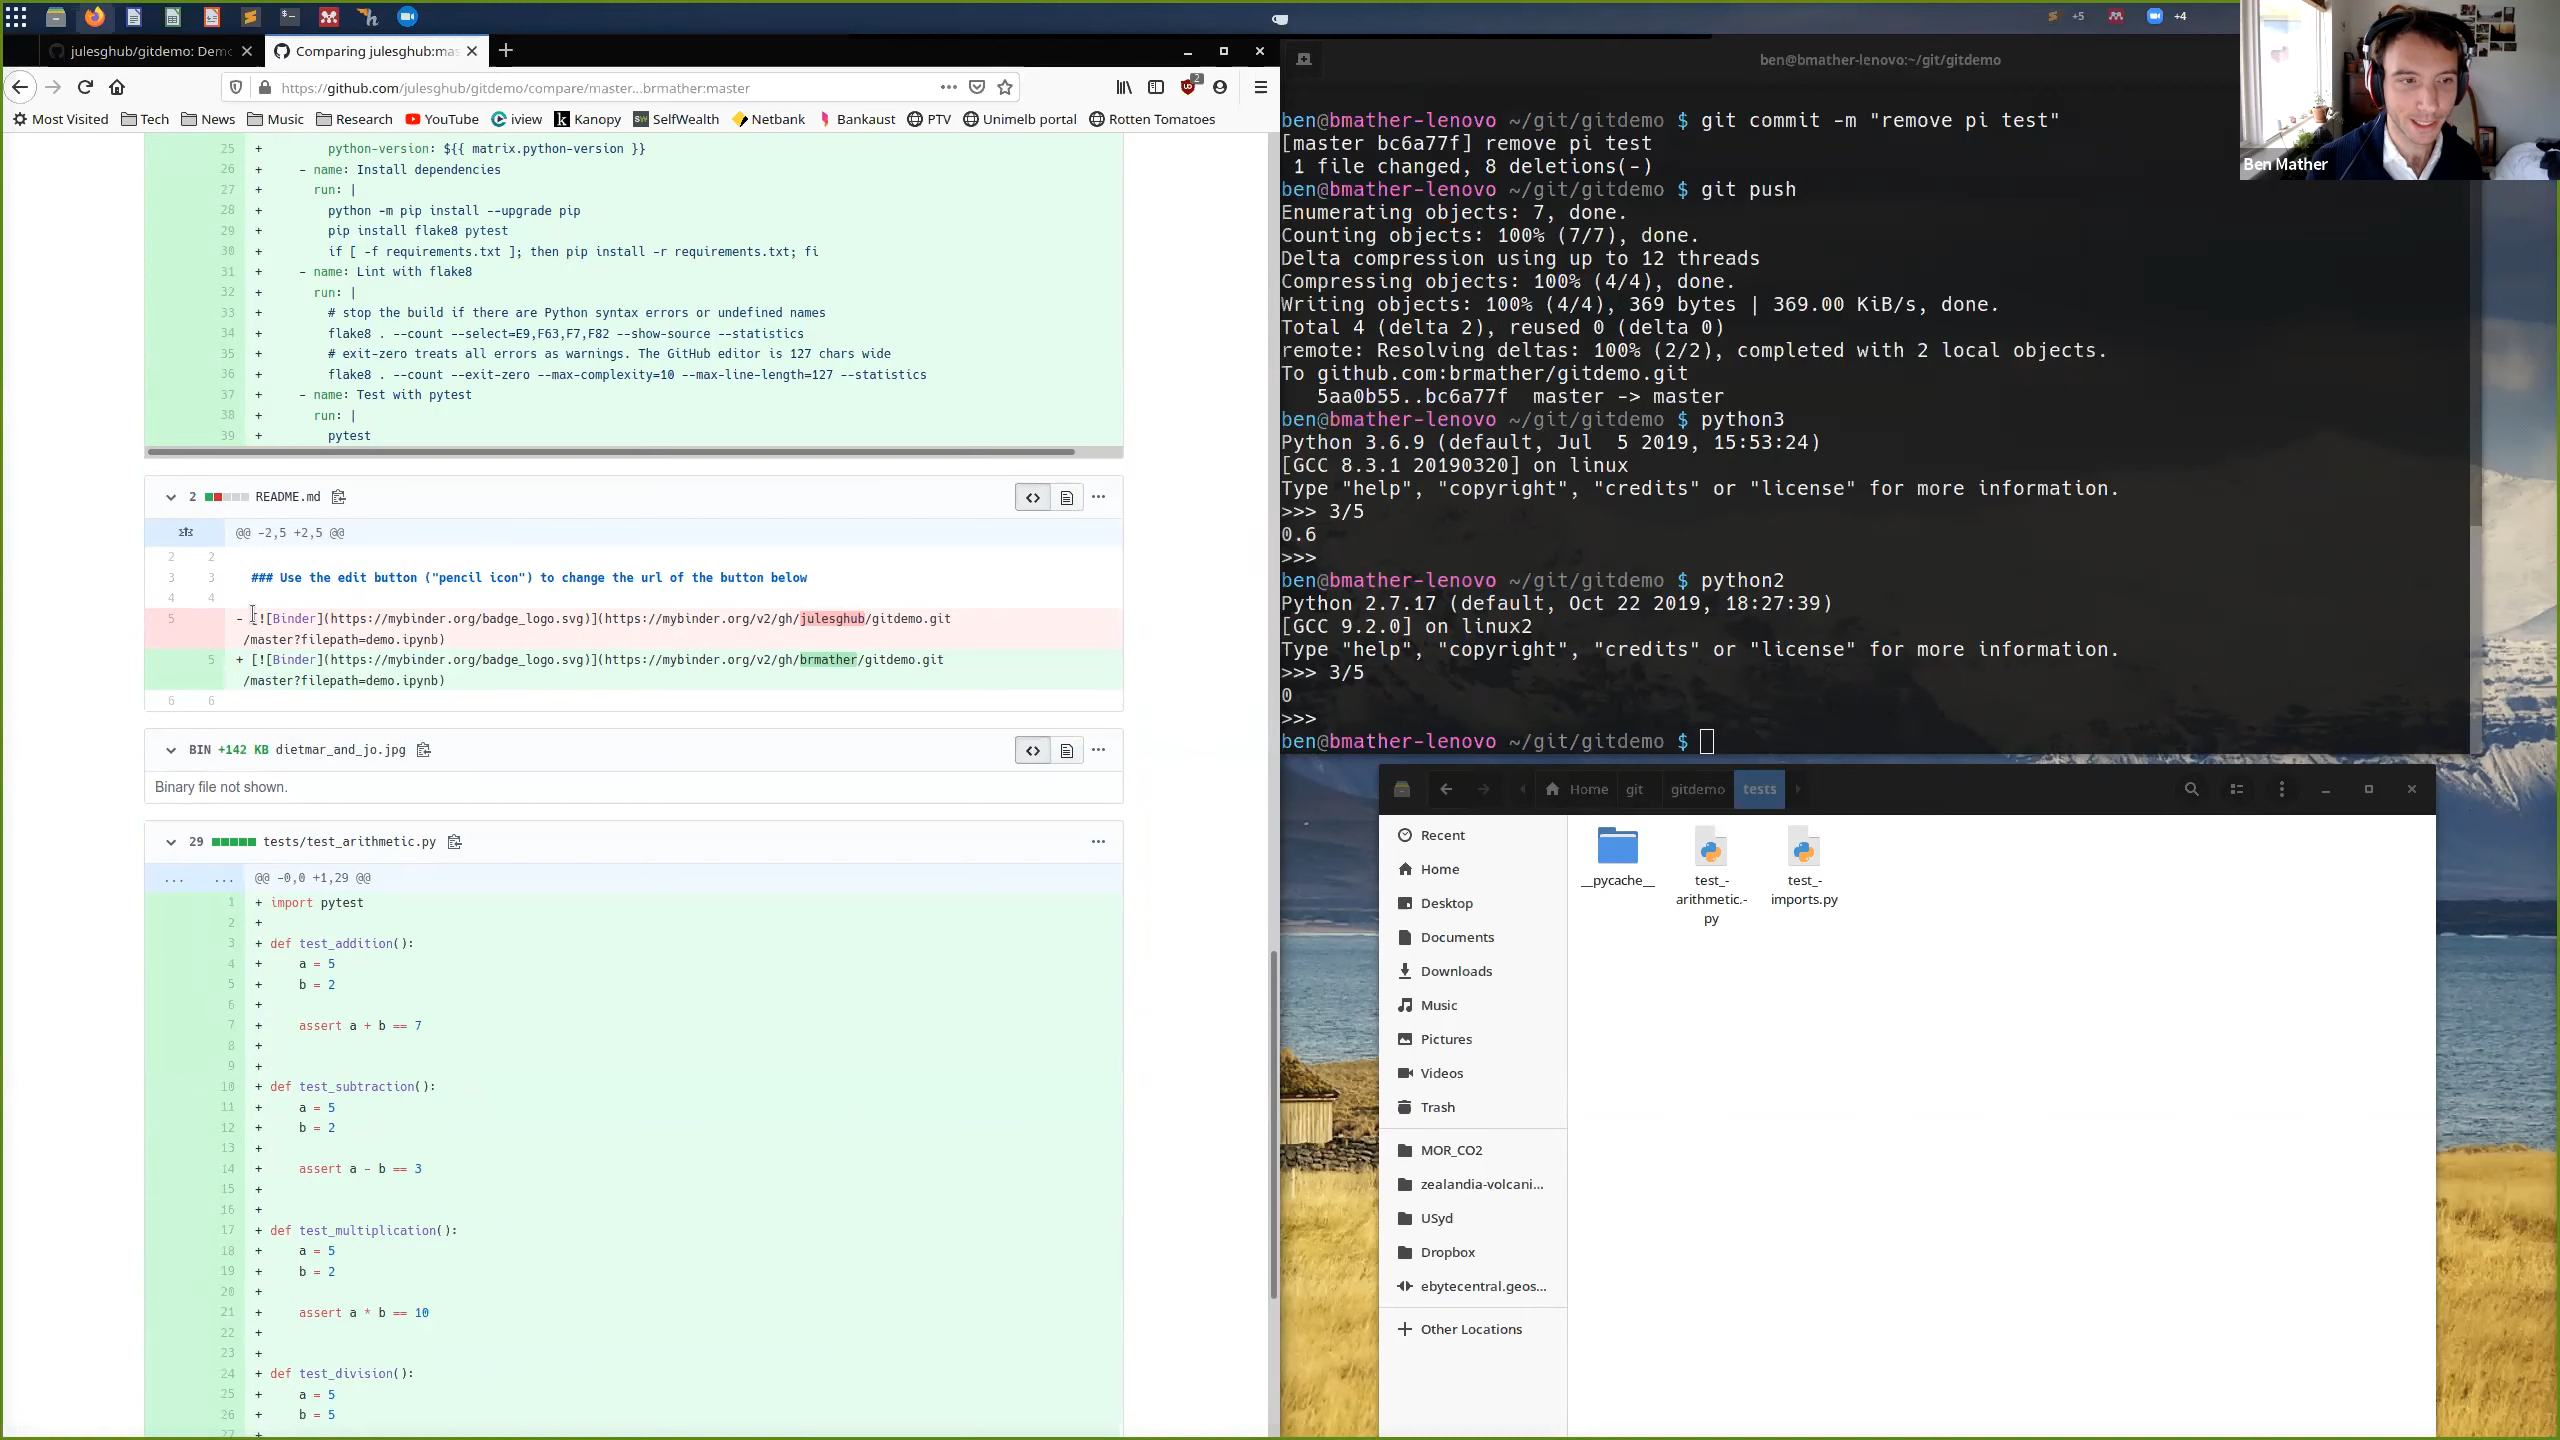 +5
+4
julesghub/gitdemo: Dem
Comparing julesghub:mas
https://github.com/julesghub/gitdemo/compare/master...brmather:master
2
Most Visited
Tech
News
Music
Research
YouTube
iview
Kanopy
SelfWealth
Netbank
Bankaust
PTV
Unimelb portal
Rotten Tomatoes
25 + python-version: ${{ matrix.python-version }}
26 + - name: Install dependencies
27 + run: |
28 + python -m pip install --upgrade pip
29 + pip install flake8 pytest
30 + if [ -f requirements.txt ]; then pip install -r requirements.txt; fi
31 + - name: Lint with flake8
32 + run: |
33 + # stop the build if there are Python syntax errors or undefined names
34 + flake8 . --count --select=E9,F63,F7,F82 --show-source --statistics
35 + # exit-zero treats all errors as warnings. The GitHub editor is 127 chars wide
36 + flake8 . --count --exit-zero --max-complexity=10 --max-line-length=127 --statistics
37 + - name: Test with pytest
38 + run: |
39 + pytest
2 README.md
@@ -2,5 +2,5 @@
2 2
3 3 ### Use the edit button ("pencil icon") to change the url of the button below
4 4
5 - [![Binder](https://mybinder.org/badge_logo.svg)](https://mybinder.org/v2/gh/julesghub/gitdemo.git
/master?filepath=demo.ipynb)
5 + [![Binder](https://mybinder.org/badge_logo.svg)](https://mybinder.org/v2/gh/brmather/gitdemo.git
/master?filepath=demo.ipynb)
6 6
BIN +142 KB dietmar_and_jo.jpg
Binary file not shown.
29 tests/test_arithmetic.py
... ... @@ -0,0 +1,29 @@
1 + import pytest
2 +
3 + def test_addition():
4 + a = 5
5 + b = 2
6 +
7 + assert a + b == 7
8 +
9 +
10 + def test_subtraction():
11 + a = 5
12 + b = 2
13 +
14 + assert a - b == 3
15 +
16 +
17 + def test_multiplication():
18 + a = 5
19 + b = 2
20 +
21 + assert a * b == 10
22 +
23 +
24 + def test_division():
25 + a = 5
26 + b = 5
27 +
ben@bmather-lenovo:~/git/gitdemo
ben@bmather-lenovo ~/git/gitdemo $ git commit -m "remove pi test"
[master bc6a77f] remove pi test
1 file changed, 8 deletions(-)
ben@bmather-lenovo ~/git/gitdemo $ git push
Enumerating objects: 7, done.
Counting objects: 100% (7/7), done.
Delta compression using up to 12 threads
Compressing objects: 100% (4/4), done.
Writing objects: 100% (4/4), 369 bytes | 369.00 KiB/s, done.
Total 4 (delta 2), reused 0 (delta 0)
remote: Resolving deltas: 100% (2/2), completed with 2 local objects.
To github.com:brmather/gitdemo.git
5aa0b55..bc6a77f master -> master
ben@bmather-lenovo ~/git/gitdemo $ python3
Python 3.6.9 (default, Jul 5 2019, 15:53:24)
[GCC 8.3.1 20190320] on linux
Type "help", "copyright", "credits" or "license" for more information.
>>> 3/5
0.6
>>>
ben@bmather-lenovo ~/git/gitdemo $ python2
Python 2.7.17 (default, Oct 22 2019, 18:27:39)
[GCC 9.2.0] on linux2
Type "help", "copyright", "credits" or "license" for more information.
>>> 3/5
0
>>>
ben@bmather-lenovo ~/git/gitdemo $
Ben Mather
Home
git
gitdemo
tests
Recent
Home
Desktop
Documents
Downloads
Music
Pictures
Videos
Trash
MOR_CO2
zealandia-volcani...
USyd
Dropbox
ebytecentral.geos...
Other Locations
__pycache__
test_-
arithmetic.-
py
test_-
imports.py